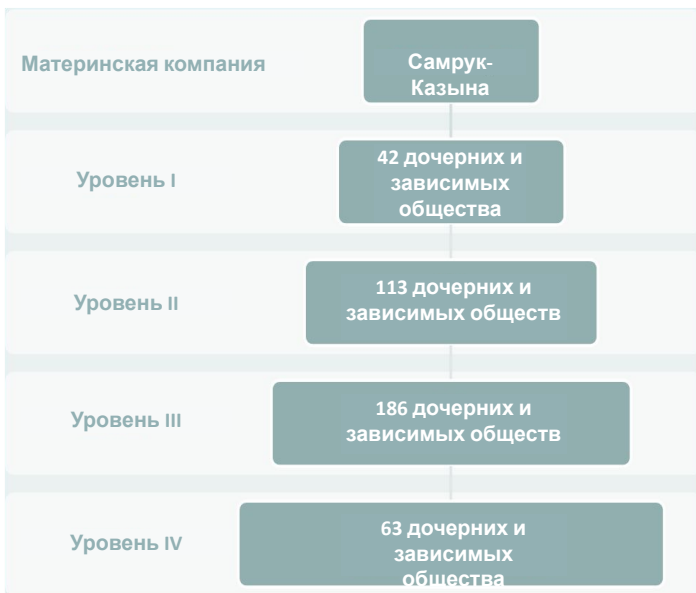 Материнская компания
Самрук-
Казына
Уровень I
42 дочерних и
зависимых
общества
Уровень II
113 дочерних и
зависимых обществ
Уровень III
186 дочерних и
зависимых обществ
Уровень IV
63 дочерних и
зависимых
общества